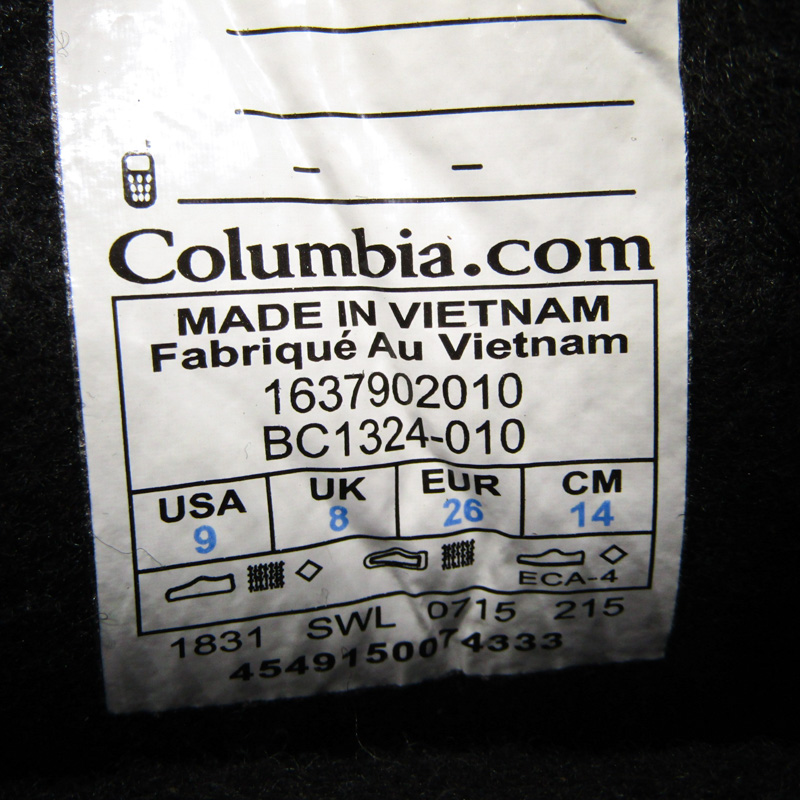 Columbia.com
MADE IN VIETNAM
Fabriqué Au Vietnam
1637902010
BC1324-010
USA UK EUR CM
9 8 26 14
ECA-4
1831 SWL 0715 215
4549150074333